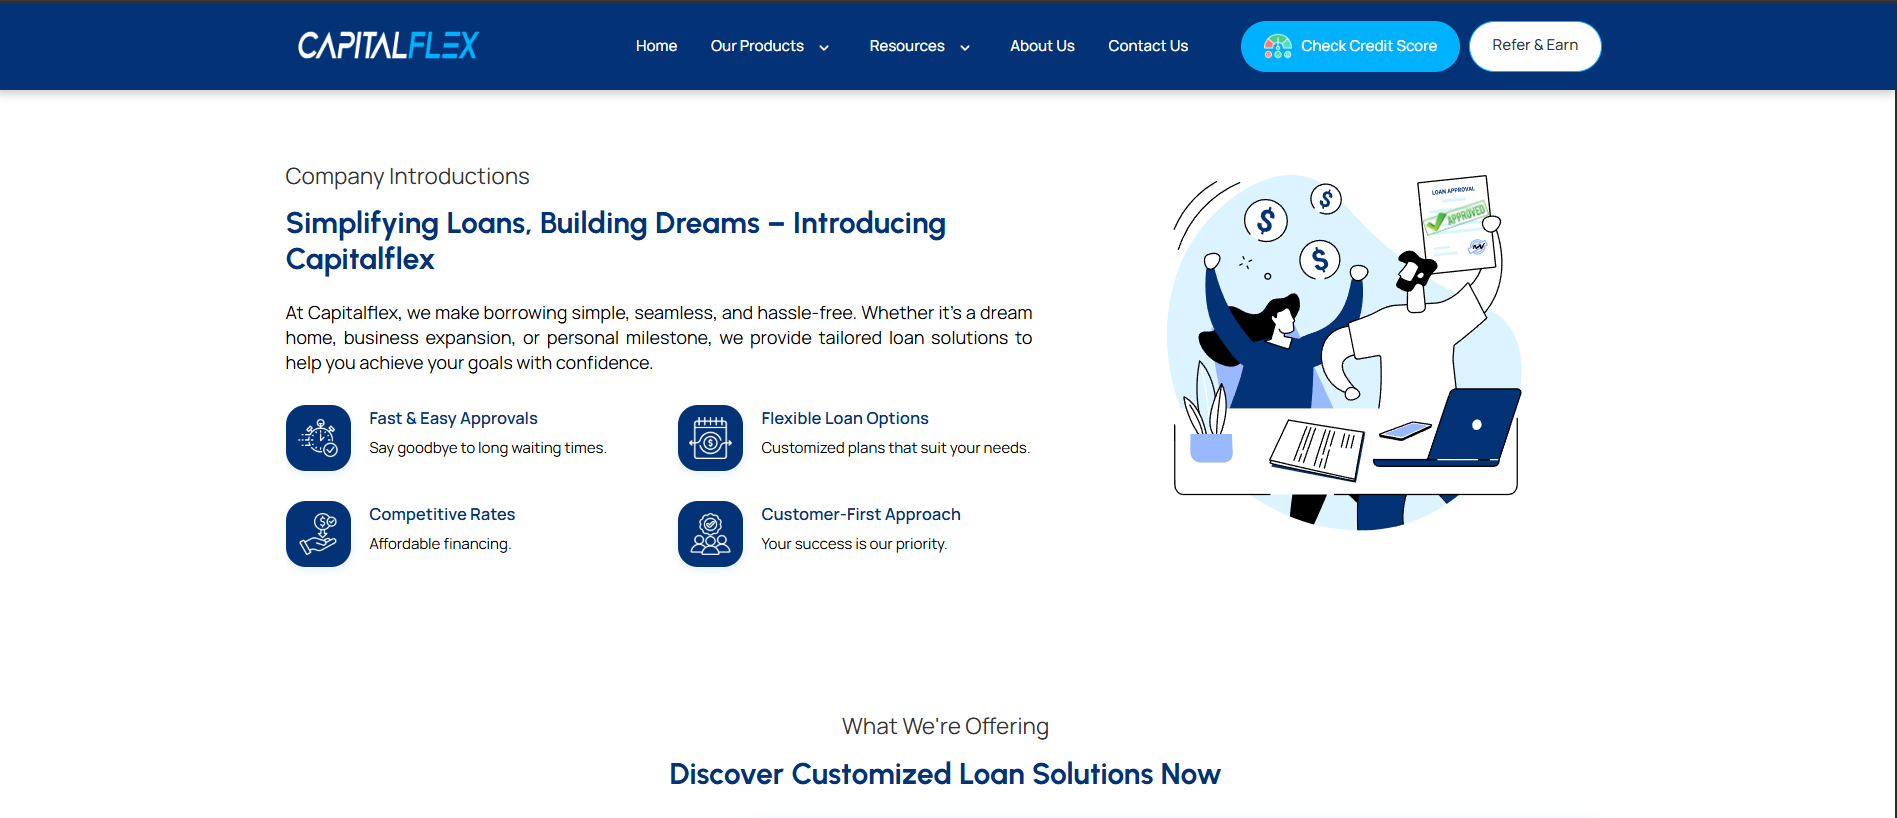 CAPITALFLEX
Home
Our Products
Resources
About Us
Contact Us
Check Credit Score
Refer & Earn
Company Introductions
Simplifying Loans, Building Dreams – Introducing
Capitalflex
At Capitalflex, we make borrowing simple, seamless, and hassle-free. Whether it's a dream
home, business expansion, or personal milestone, we provide tailored loan solutions to
help you achieve your goals with confidence.
Fast & Easy Approvals
Say goodbye to long waiting times.
Flexible Loan Options
Customized plans that suit your needs.
Competitive Rates
Affordable financing.
Customer-First Approach
Your success is our priority.
LOAN APPROVAL
APPROVED
$
$
$
What We're Offering
Discover Customized Loan Solutions Now